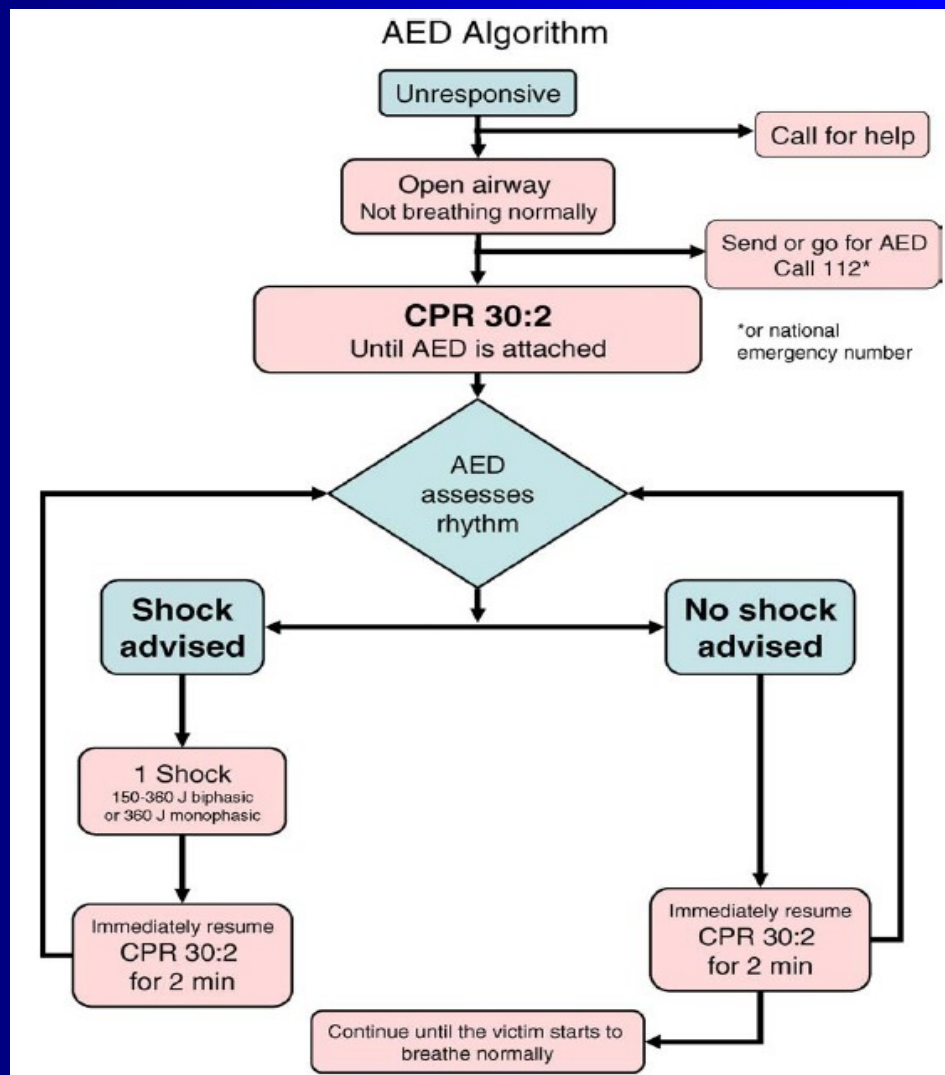 AED Algorithm
Unresponsive
Call for help
Open airway
Not breathing normally
Send or go for AED
Call 112*
CPR 30:2
Until AED is attached
*or national
emergency number
AED
assesses
rhythm
Shock
advised
No shock
advised
1 Shock
150-360 J biphasic
or 360 J monophasic
Immediately resume
CPR 30:2
for 2 min
Immediately resume
CPR 30:2
for 2 min
Continue until the victim starts to
breathe normally